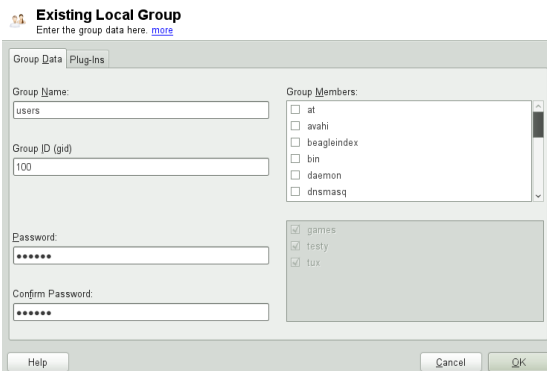 Existing Local Group
Enter the group data here. more
Group Data
Plug-Ins
Group Name:
users
Group ID (gid)
100
Password:
●●●●●●
Confirm Password:
●●●●●●
Group Members:
at
avahi
beagleindex
bin
daemon
dnsmasq
games
testy
tux
Help
Cancel
OK